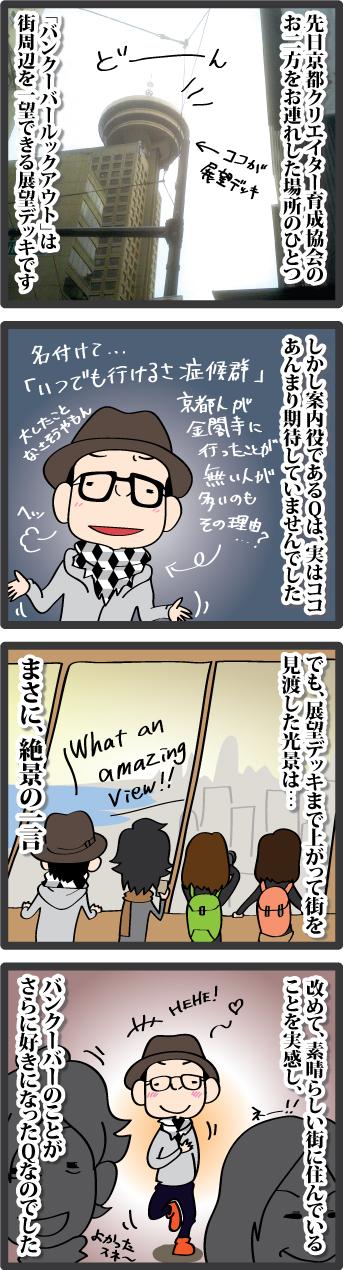 先日京都クリエイター育成協会の
お二方をお連れした場所のひとつ
どーーん
←ココが
展望デッキ
「バンクーバールックアウト」は
街周辺を一望できる展望デッキです
しかし案内役であるQは、実はココ
あんまり期待していませんでした
名付けて…
「いつでも行けるさ症候群」
京都人が
金閣寺に
行ったことが
無い人が
多いのも
その理由
…?
大したこと
なさそうやもん
ヘッ
でも、展望デッキまで上がって街を
見渡した光景は…
What an
amazing
view!!
まさに、絶景の一言
改めて、素晴らしい街に住んでいる
ことを実感し、
HEHE!
ネー!!
バンクーバーのことが
さらに好きになったQなのでした
よかった
スネ〜